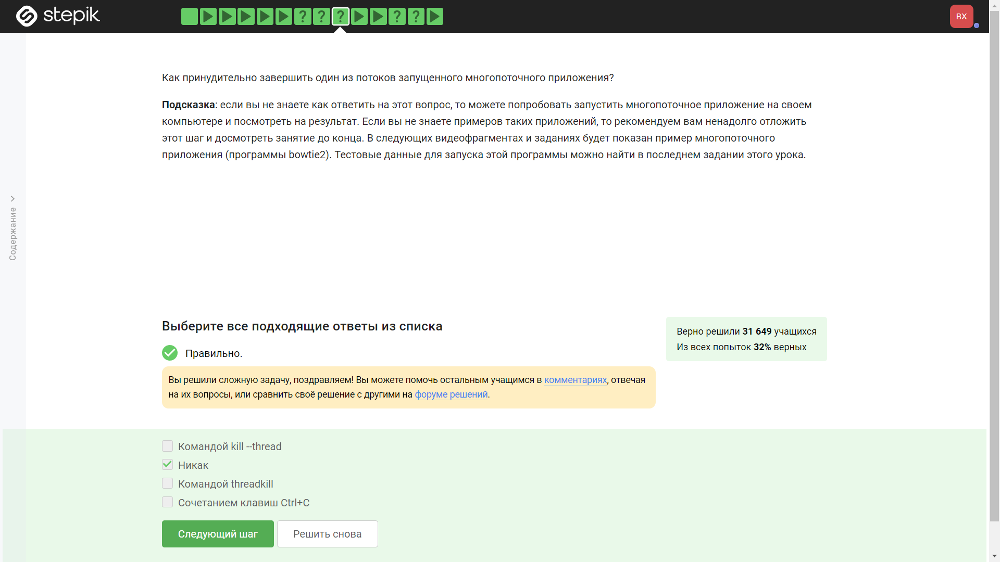 stepik
? ? ? ? ?
ВХ
Содержание
Как принудительно завершить один из потоков запущенного многопоточного приложения?
Подсказка: если вы не знаете как ответить на этот вопрос, то можете попробовать запустить многопоточное приложение на своем
компьютере и посмотреть на результат. Если вы не знаете примеров таких приложений, то рекомендуем вам ненадолго отложить
этот шаг и досмотреть занятие до конца. В следующих видеофрагментах и заданиях будет показан пример многопоточного
приложения (программы bowtie2). Тестовые данные для запуска этой программы можно найти в последнем задании этого урока.
Выберите все подходящие ответы из списка
Верно решили 31 649 учащихся
Из всех попыток 32% верных
Правильно.
Вы решили сложную задачу, поздравляем! Вы можете помочь остальным учащимся в комментариях, отвечая
на их вопросы, или сравнить своё решение с другими на форуме решений.
Командой kill --thread
Никак
Командой threadkill
Сочетанием клавиш Ctrl+C
Следующий шаг
Решить снова